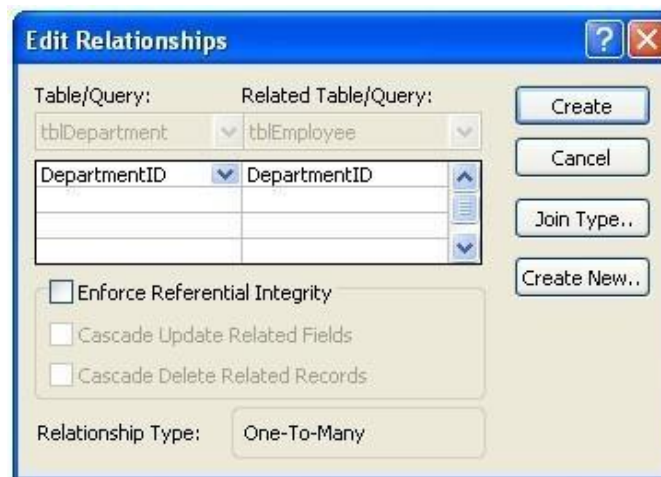 Edit Relationships
Table/Query: Related Table/Query:
tblDepartment tblEmployee
DepartmentID DepartmentID
Enforce Referential Integrity
Cascade Update Related Fields
Cascade Delete Related Records
Relationship Type: One-To-Many
Create
Cancel
Join Type..
Create New..